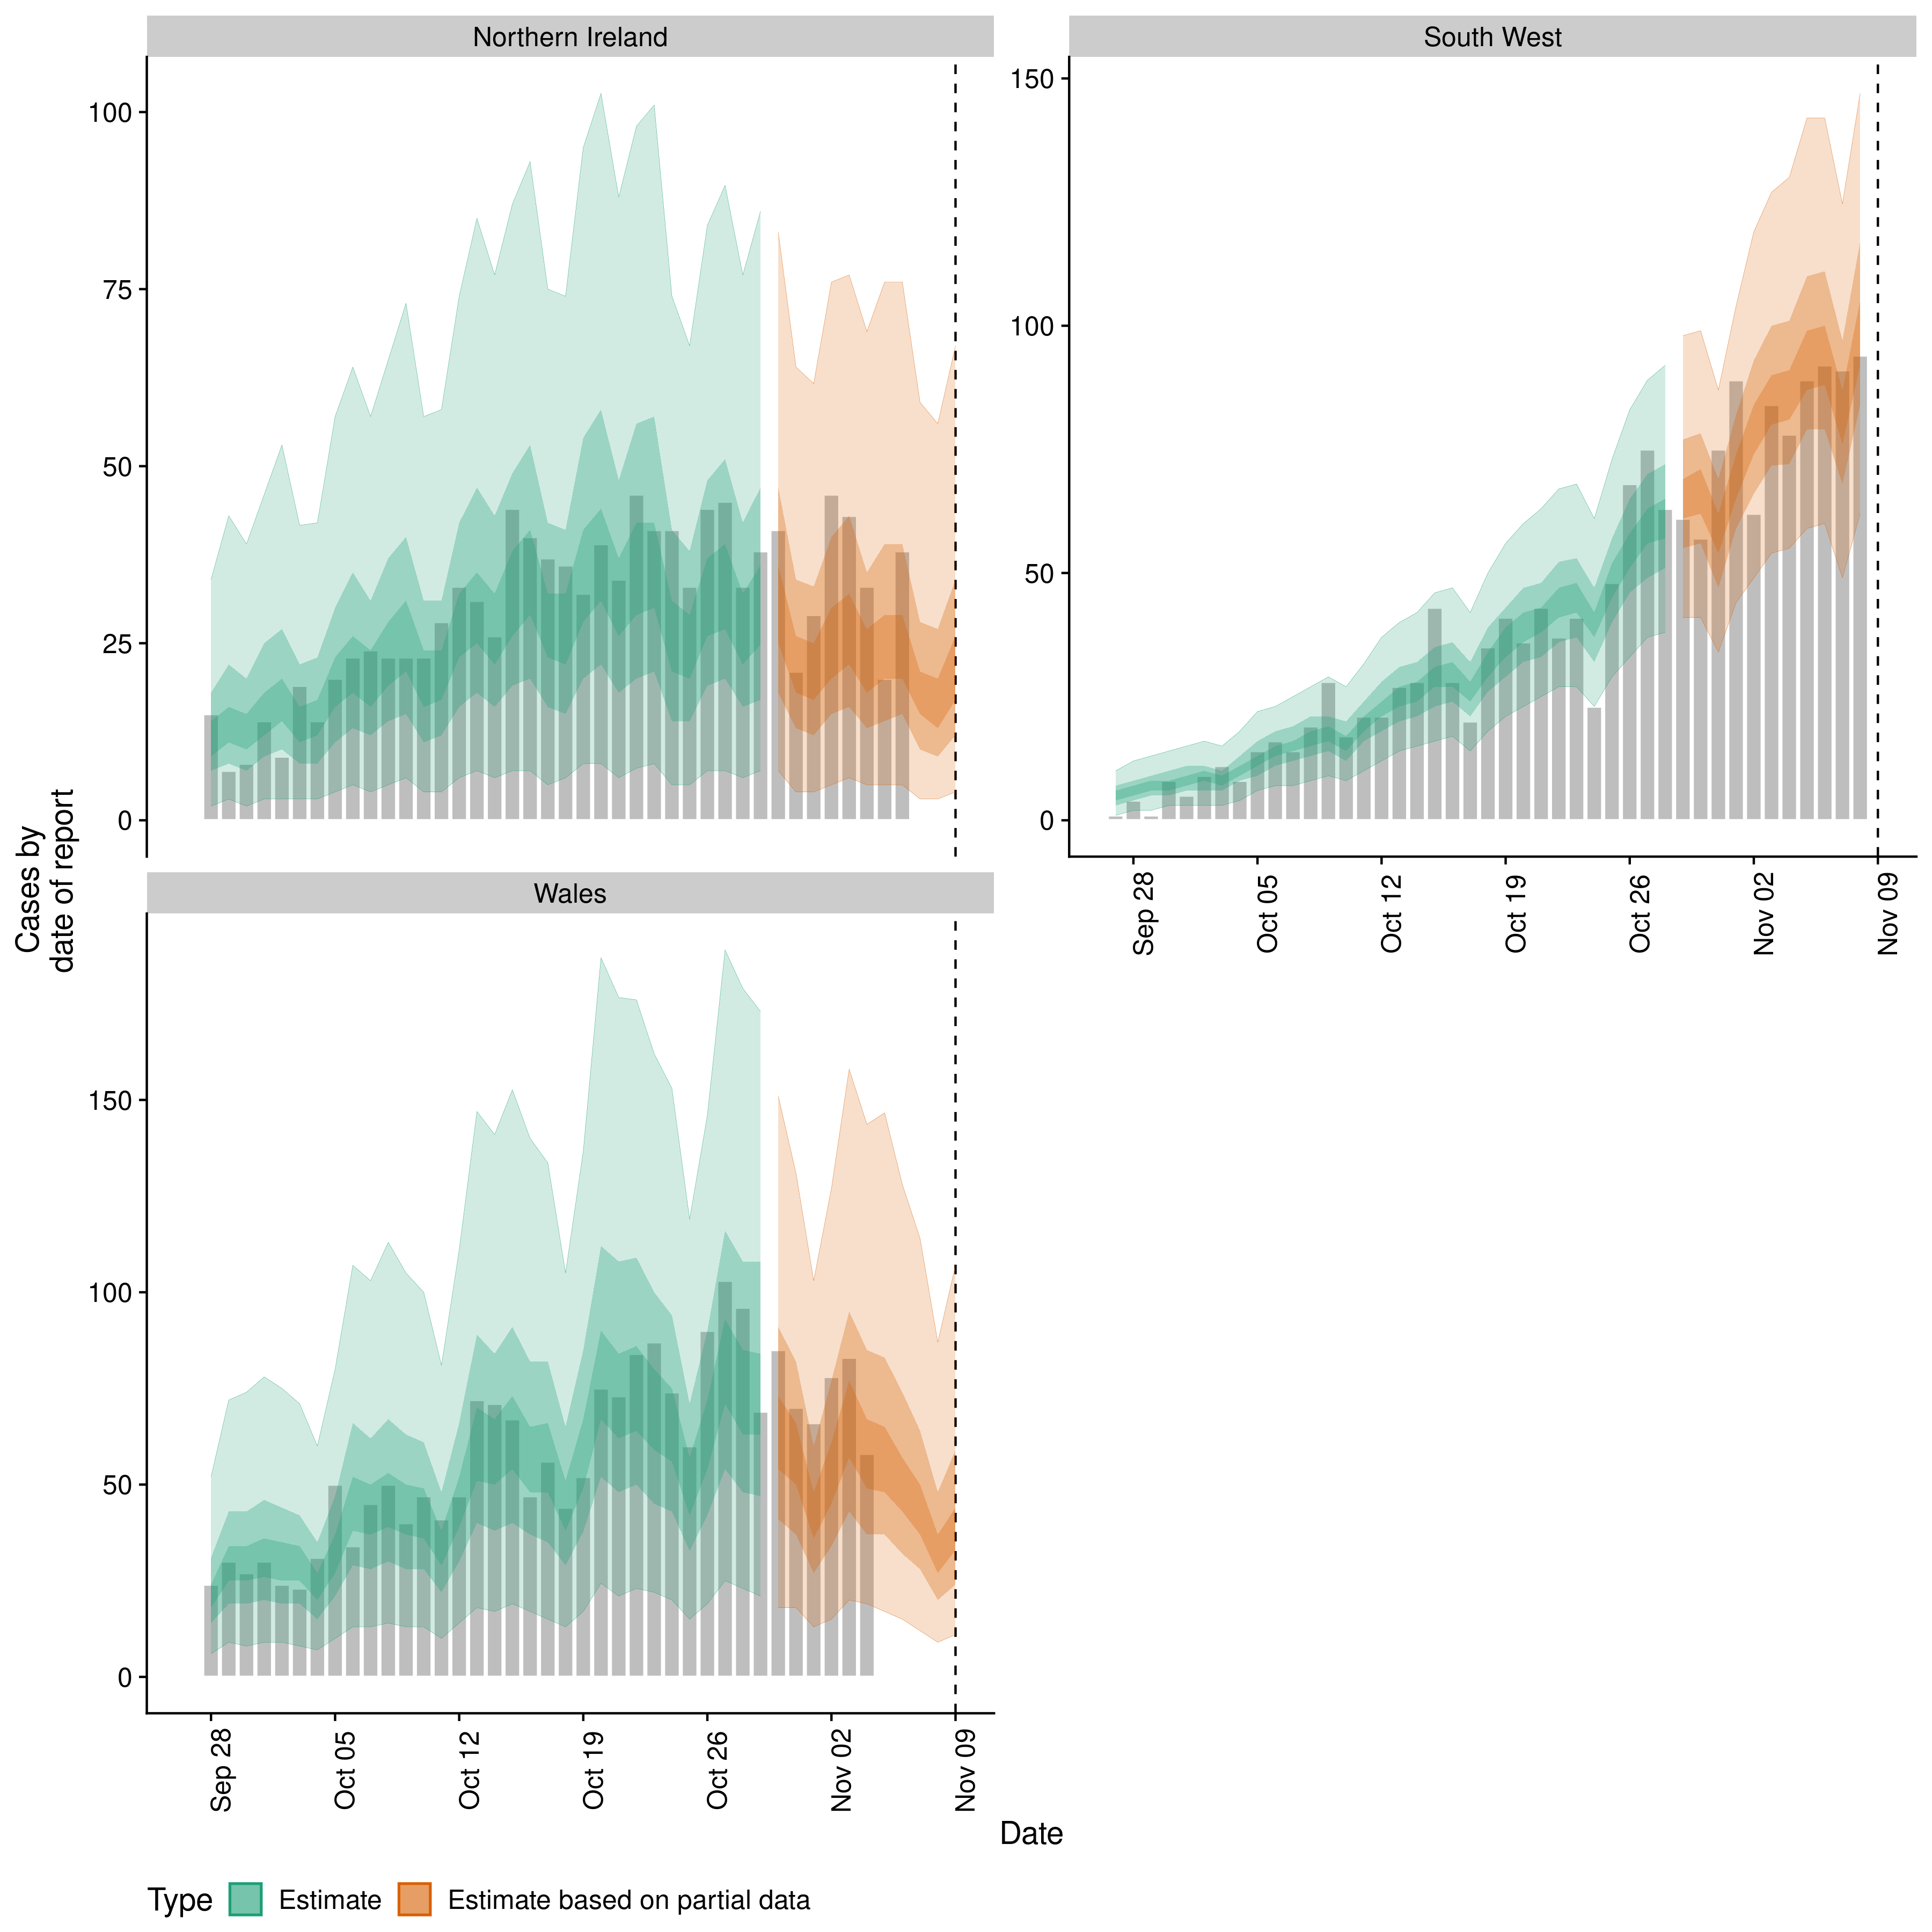 Northern Ireland
South West
100
75
50
25
0
150
100
50
0
Sep 28
Oct 05
Oct 12
Oct 19
Oct 26
Nov 02
Nov 09
Cases by
date of report
Wales
150
100
50
0
Sep 28
Oct 05
Oct 12
Oct 19
Oct 26
Nov 02
Nov 09
Date
Type Estimate Estimate based on partial data